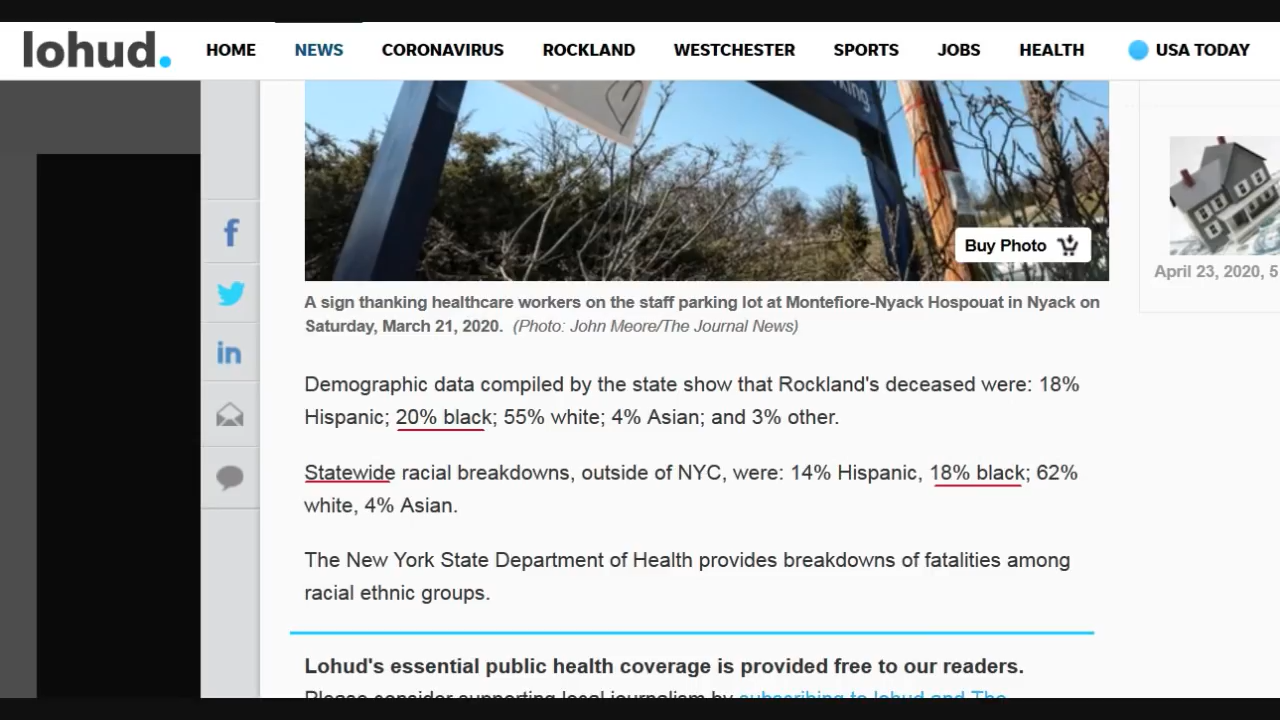 lohud.
HOME NEWS CORONAVIRUS ROCKLAND WESTCHESTER SPORTS JOBS HEALTH USA TODAY
king
Buy Photo
April 23, 2020, 5
A sign thanking healthcare workers on the staff parking lot at Montefiore-Nyack Hospouat in Nyack on
Saturday, March 21, 2020. (Photo: John Meore/The Journal News)
Demographic data compiled by the state show that Rockland's deceased were: 18%
Hispanic; 20% black; 55% white; 4% Asian; and 3% other.
Statewide racial breakdowns, outside of NYC, were: 14% Hispanic, 18% black; 62%
white, 4% Asian.
The New York State Department of Health provides breakdowns of fatalities among
racial ethnic groups.
Lohud's essential public health coverage is provided free to our readers.
Please consider supporting local journalism by subscribing to lohud and The